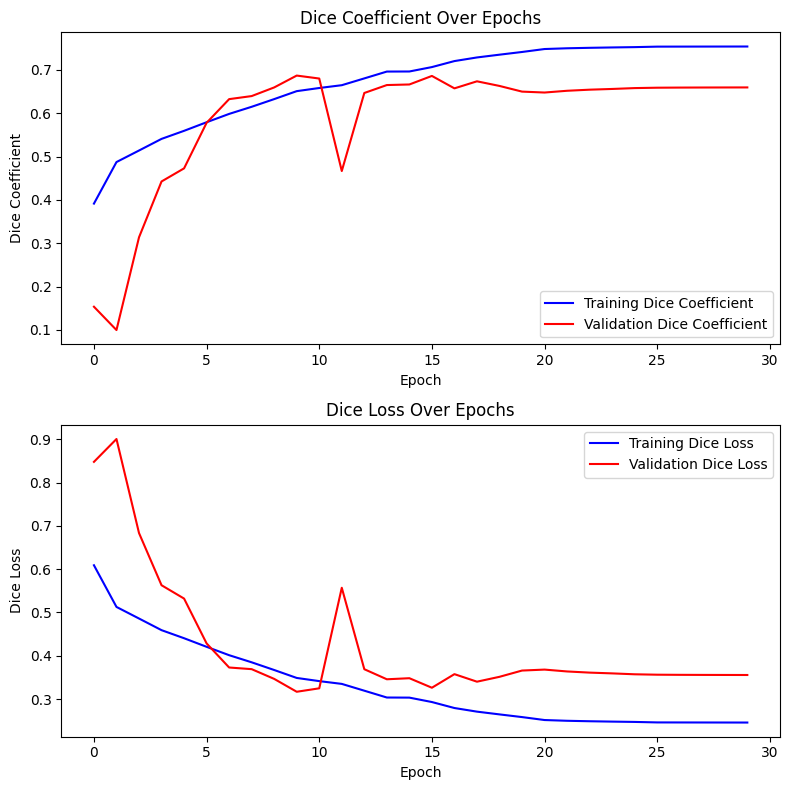 Dice Coefficient Over Epochs
Dice Coefficient
0.7
0.6
0.5
0.4
0.3
0.2
0.1
Training Dice Coefficient
Validation Dice Coefficient
0 5 10 15 20 25 30
Epoch
Dice Loss Over Epochs
Dice Loss
0.9
0.8
0.7
0.6
0.5
0.4
0.3
Training Dice Loss
Validation Dice Loss
0 5 10 15 20 25 30
Epoch